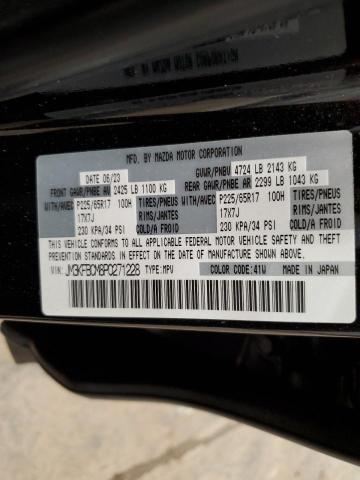 MFD. BY MAZDA MOTOR CORPORATION
DATE 06/23 GVWR/PNBV 4724 LB 2143 KG
FRONT GAWR/PNBE AV 2425 LB 1100 KG REAR GAWR/PNBE AR 2299 LB 1043 KG
WITH/AVEC P225/65R17 100H TIRES/PNEUS WITH/AVEC P225/65R17 100H TIRES/PNEUS
17X7J RIMS/JANTES 17X7J RIMS/JANTES
230 KPA/34 PSI COLD/A FROID 230 KPA/34 PSI COLD/A FROID
THIS VEHICLE CONFORMS TO ALL APPLICABLE FEDERAL MOTOR VEHICLE SAFETY AND
THEFT PREVENTION STANDARDS IN EFFECT ON THE DATE OF MANUFACTURE SHOWN ABOVE.
VIN: JM3KFBCM8P0271228 TYPE:MPV COLOR CODE:41V MADE IN JAPAN